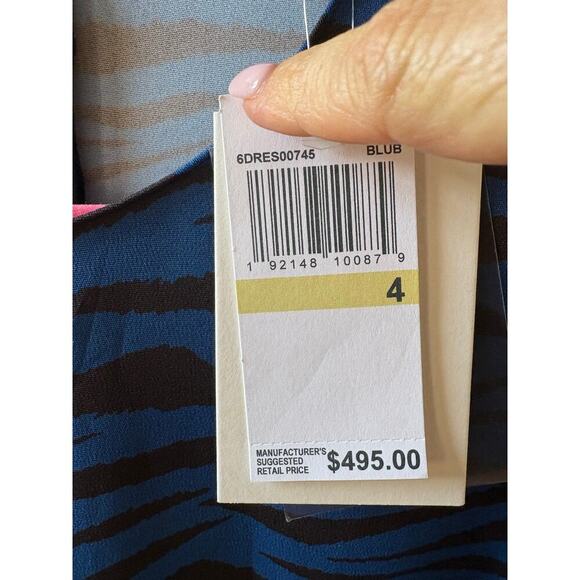 6DRES00745 BLUB
1 92148 10087 9
4
MANUFACTURER'S
SUGGESTED
RETAIL PRICE $495.00